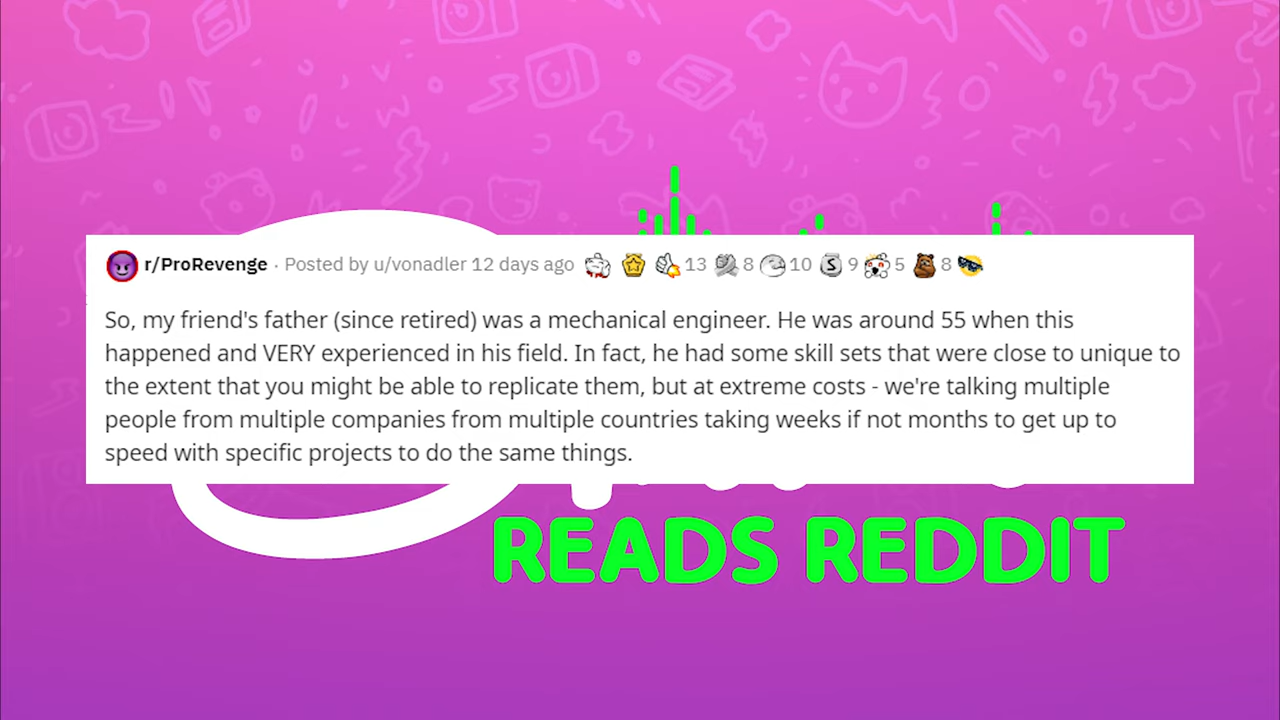 r/ProRevenge · Posted by u/vonadler 12 days ago 13 8 10 S 9 5 8
So, my friend's father (since retired) was a mechanical engineer. He was around 55 when this
happened and VERY experienced in his field. In fact, he had some skill sets that were close to unique to
the extent that you might be able to replicate them, but at extreme costs - we're talking multiple
people from multiple companies from multiple countries taking weeks if not months to get up to
speed with specific projects to do the same things.
READS REDDIT